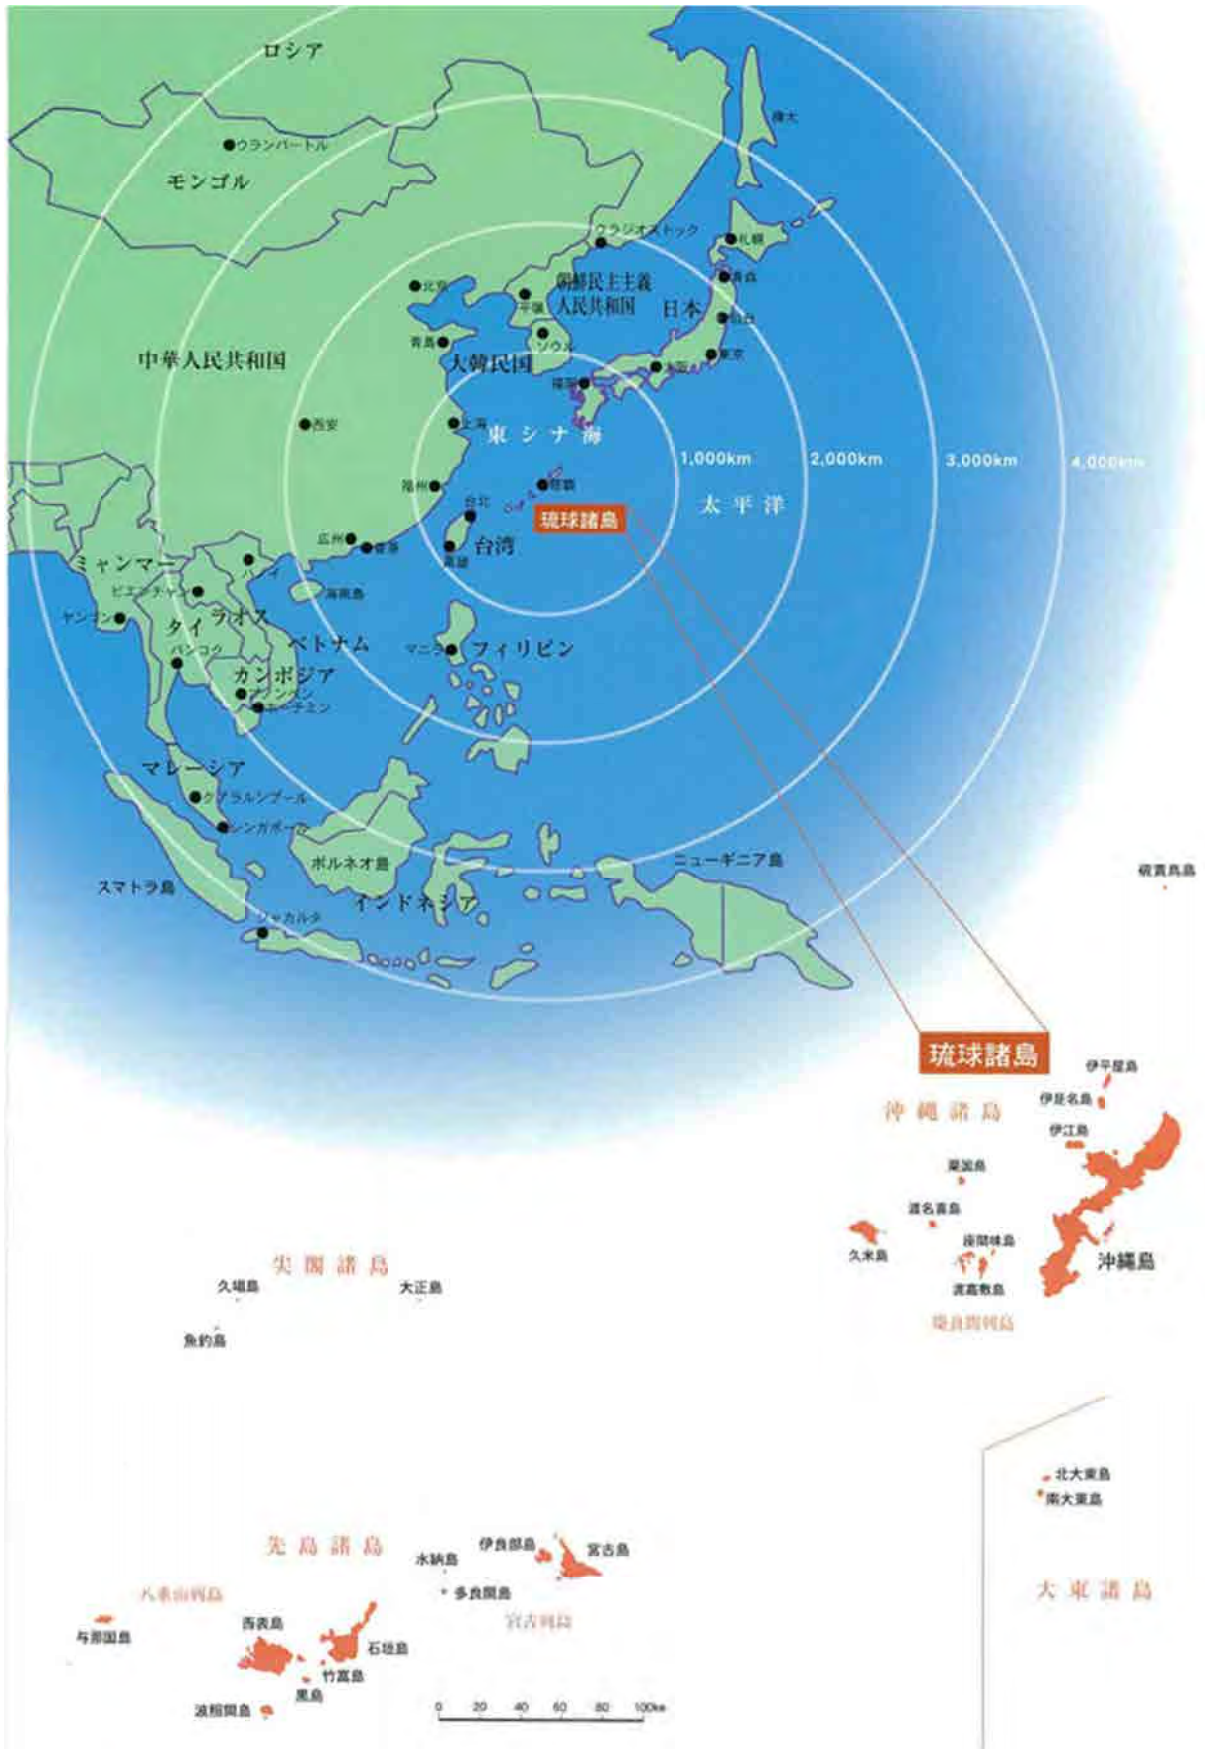 ロシア
樺太
ウランバートル
モンゴル
ウラジオストック
札幌
北京
朝鮮民主主義
人民共和国
平壌
日本
青森
仙台
青島
大韓民国
ソウル
東京
大阪
福岡
中華人民共和国
西安
上海
東シナ海
1,000km
2,000km
3,000km
4,000km
福州
那覇
台北
琉球諸島
太平洋
広州
香港
台湾
高雄
ミャンマー
ハノイ
ビエンチャン
海南島
ヤンゴン
タイ
ラオス
バンコク
ベトナム
マニラ
フィリピン
カンボジア
プノンペン
ホーチミン
マレーシア
クアラルンプール
シンガポール
ボルネオ島
ニューギニア島
スマトラ島
インドネシア
ジャカルタ
硫黄鳥島
琉球諸島
伊平屋島
沖縄諸島
伊是名島
伊江島
粟国島
渡名喜島
久米島
座間味島
沖縄島
渡嘉敷島
慶良間列島
尖閣諸島
久場島
大正島
魚釣島
北大東島
南大東島
大東諸島
先島諸島
水納島
伊良部島
宮古島
多良間島
宮古列島
八重山列島
与那国島
西表島
石垣島
竹富島
黒島
波照間島
0 20 40 60 80 100km